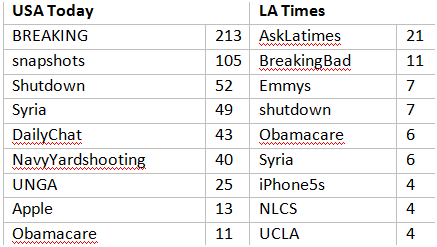 USA Today LA Times
BREAKING 213 AskLatimes 21
snapshots 105 BreakingBad 11
Shutdown 52 Emmys 7
Syria 49 shutdown 7
DailyChat 43 Obamacare 6
NavyYardshooting 40 Syria 6
UNGA 25 iPhone5s 4
Apple 13 NLCS 4
Obamacare 11 UCLA 4